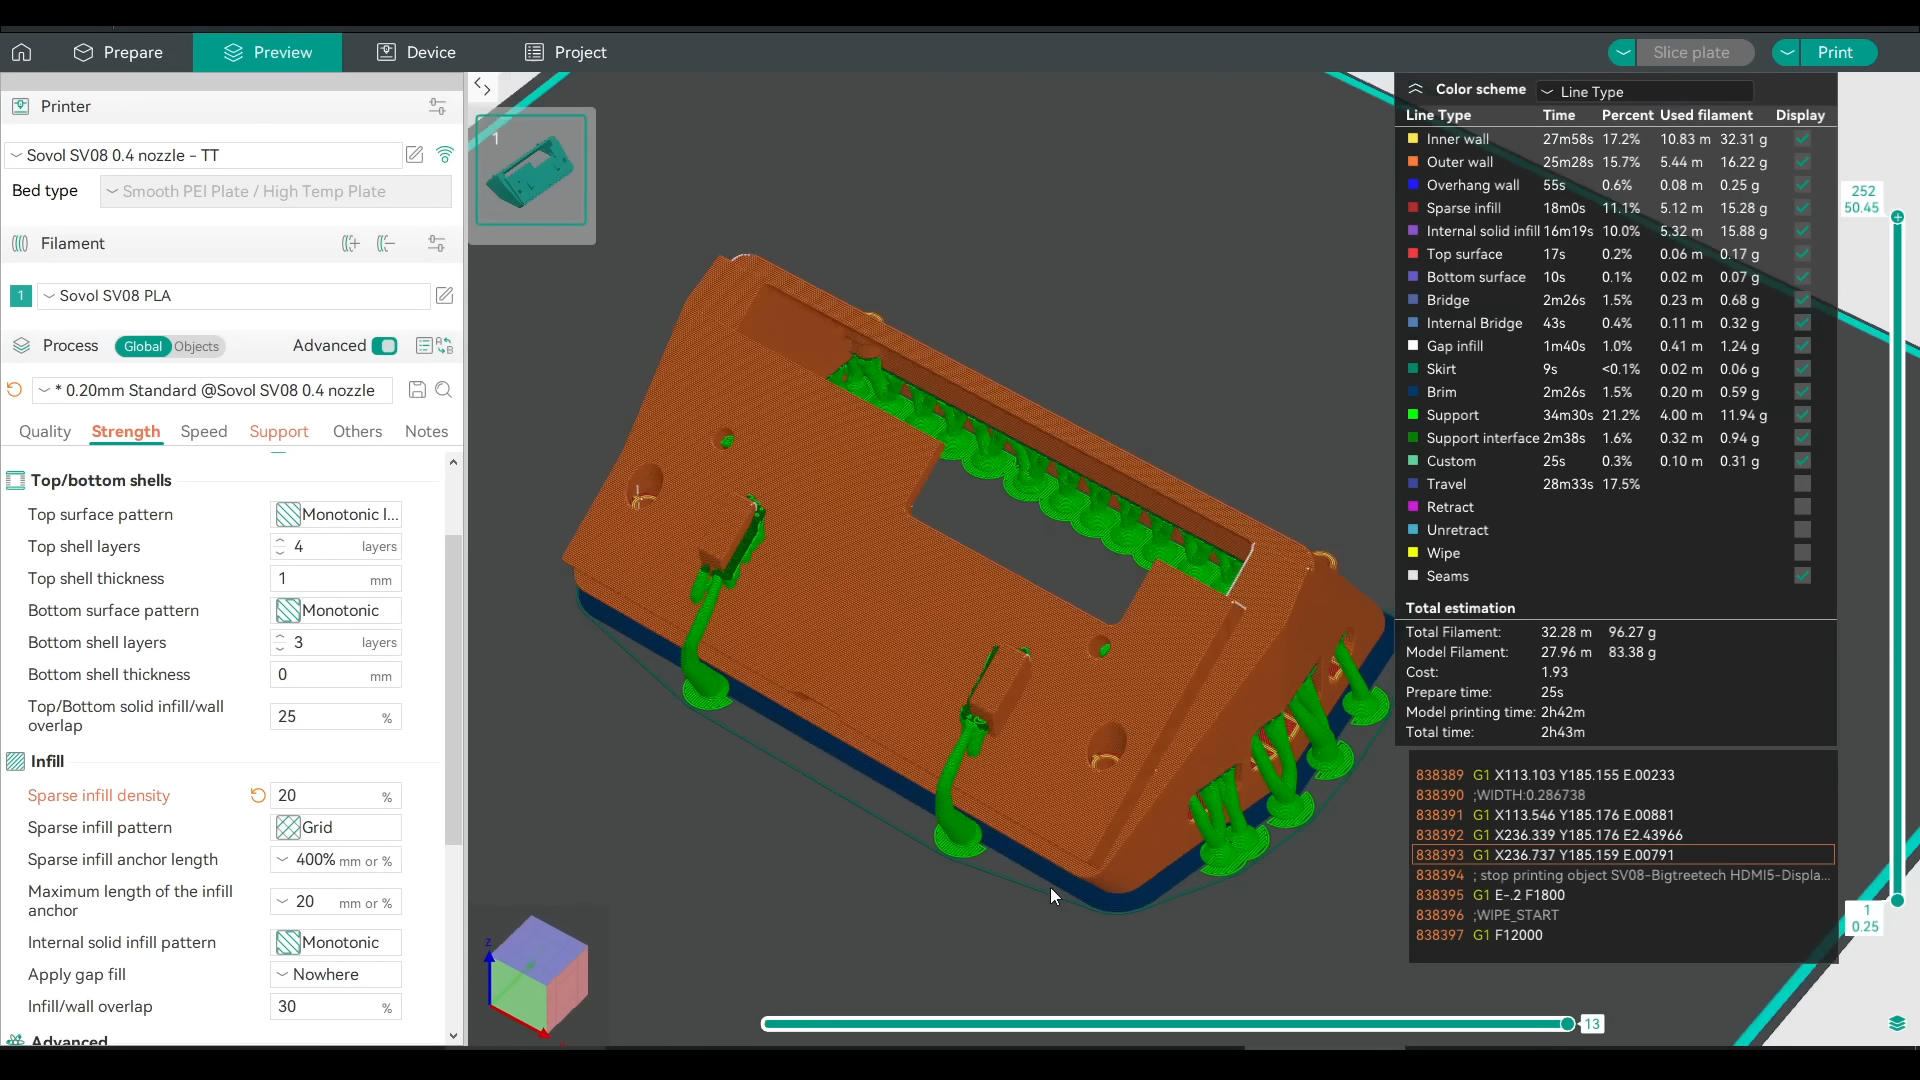 Prepare
Preview
Device
Project
Slice plate
Print
Printer
Sovol SV08 0.4 nozzle - TT
Bed type
Smooth PEI Plate / High Temp Plate
Filament
1
Sovol SV08 PLA
Process
Global
Objects
Advanced
* 0.20mm Standard @Sovol SV08 0.4 nozzle
Quality
Strength
Speed
Support
Others
Notes
Top/bottom shells
Top surface pattern
Monotonic l...
Top shell layers
4 layers
Top shell thickness
1 mm
Bottom surface pattern
Monotonic
Bottom shell layers
3 layers
Bottom shell thickness
0 mm
Top/Bottom solid infill/wall
overlap
25 %
Infill
Sparse infill density
20 %
Sparse infill pattern
Grid
Sparse infill anchor length
400% mm or %
Maximum length of the infill
anchor
20 mm or %
Internal solid infill pattern
Monotonic
Apply gap fill
Nowhere
Infill/wall overlap
30 %
Advanced
1
Color scheme Line Type
Line Type Time Percent Used filament Display
Inner wall 27m58s 17.2% 10.83 m 32.31 g
Outer wall 25m28s 15.7% 5.44 m 16.22 g
Overhang wall 55s 0.6% 0.08 m 0.25 g
Sparse infill 18m0s 11.1% 5.12 m 15.28 g
Internal solid infill 16m19s 10.0% 5.32 m 15.88 g
Top surface 17s 0.2% 0.06 m 0.17 g
Bottom surface 10s 0.1% 0.02 m 0.07 g
Bridge 2m26s 1.5% 0.23 m 0.68 g
Internal Bridge 43s 0.4% 0.11 m 0.32 g
Gap infill 1m40s 1.0% 0.41 m 1.24 g
Skirt 9s <0.1% 0.02 m 0.06 g
Brim 2m26s 1.5% 0.20 m 0.59 g
Support 34m30s 21.2% 4.00 m 11.94 g
Support interface 2m38s 1.6% 0.32 m 0.94 g
Custom 25s 0.3% 0.10 m 0.31 g
Travel 28m33s 17.5%
Retract
Unretract
Wipe
Seams
Total estimation
Total Filament: 32.28 m 96.27 g
Model Filament: 27.96 m 83.38 g
Cost: 1.93
Prepare time: 25s
Model printing time: 2h42m
Total time: 2h43m
838389 G1 X113.103 Y185.155 E.00233
838390 ;WIDTH:0.286738
838391 G1 X113.546 Y185.176 E.00881
838392 G1 X236.339 Y185.176 E2.43966
838393 G1 X236.737 Y185.159 E.00791
838394 ; stop printing object SV08-Bigtreetech HDMI5-Displa...
838395 G1 E-.2 F1800
838396 ;WIPE_START
838397 G1 F12000
252
50.45
1
0.25
13
z